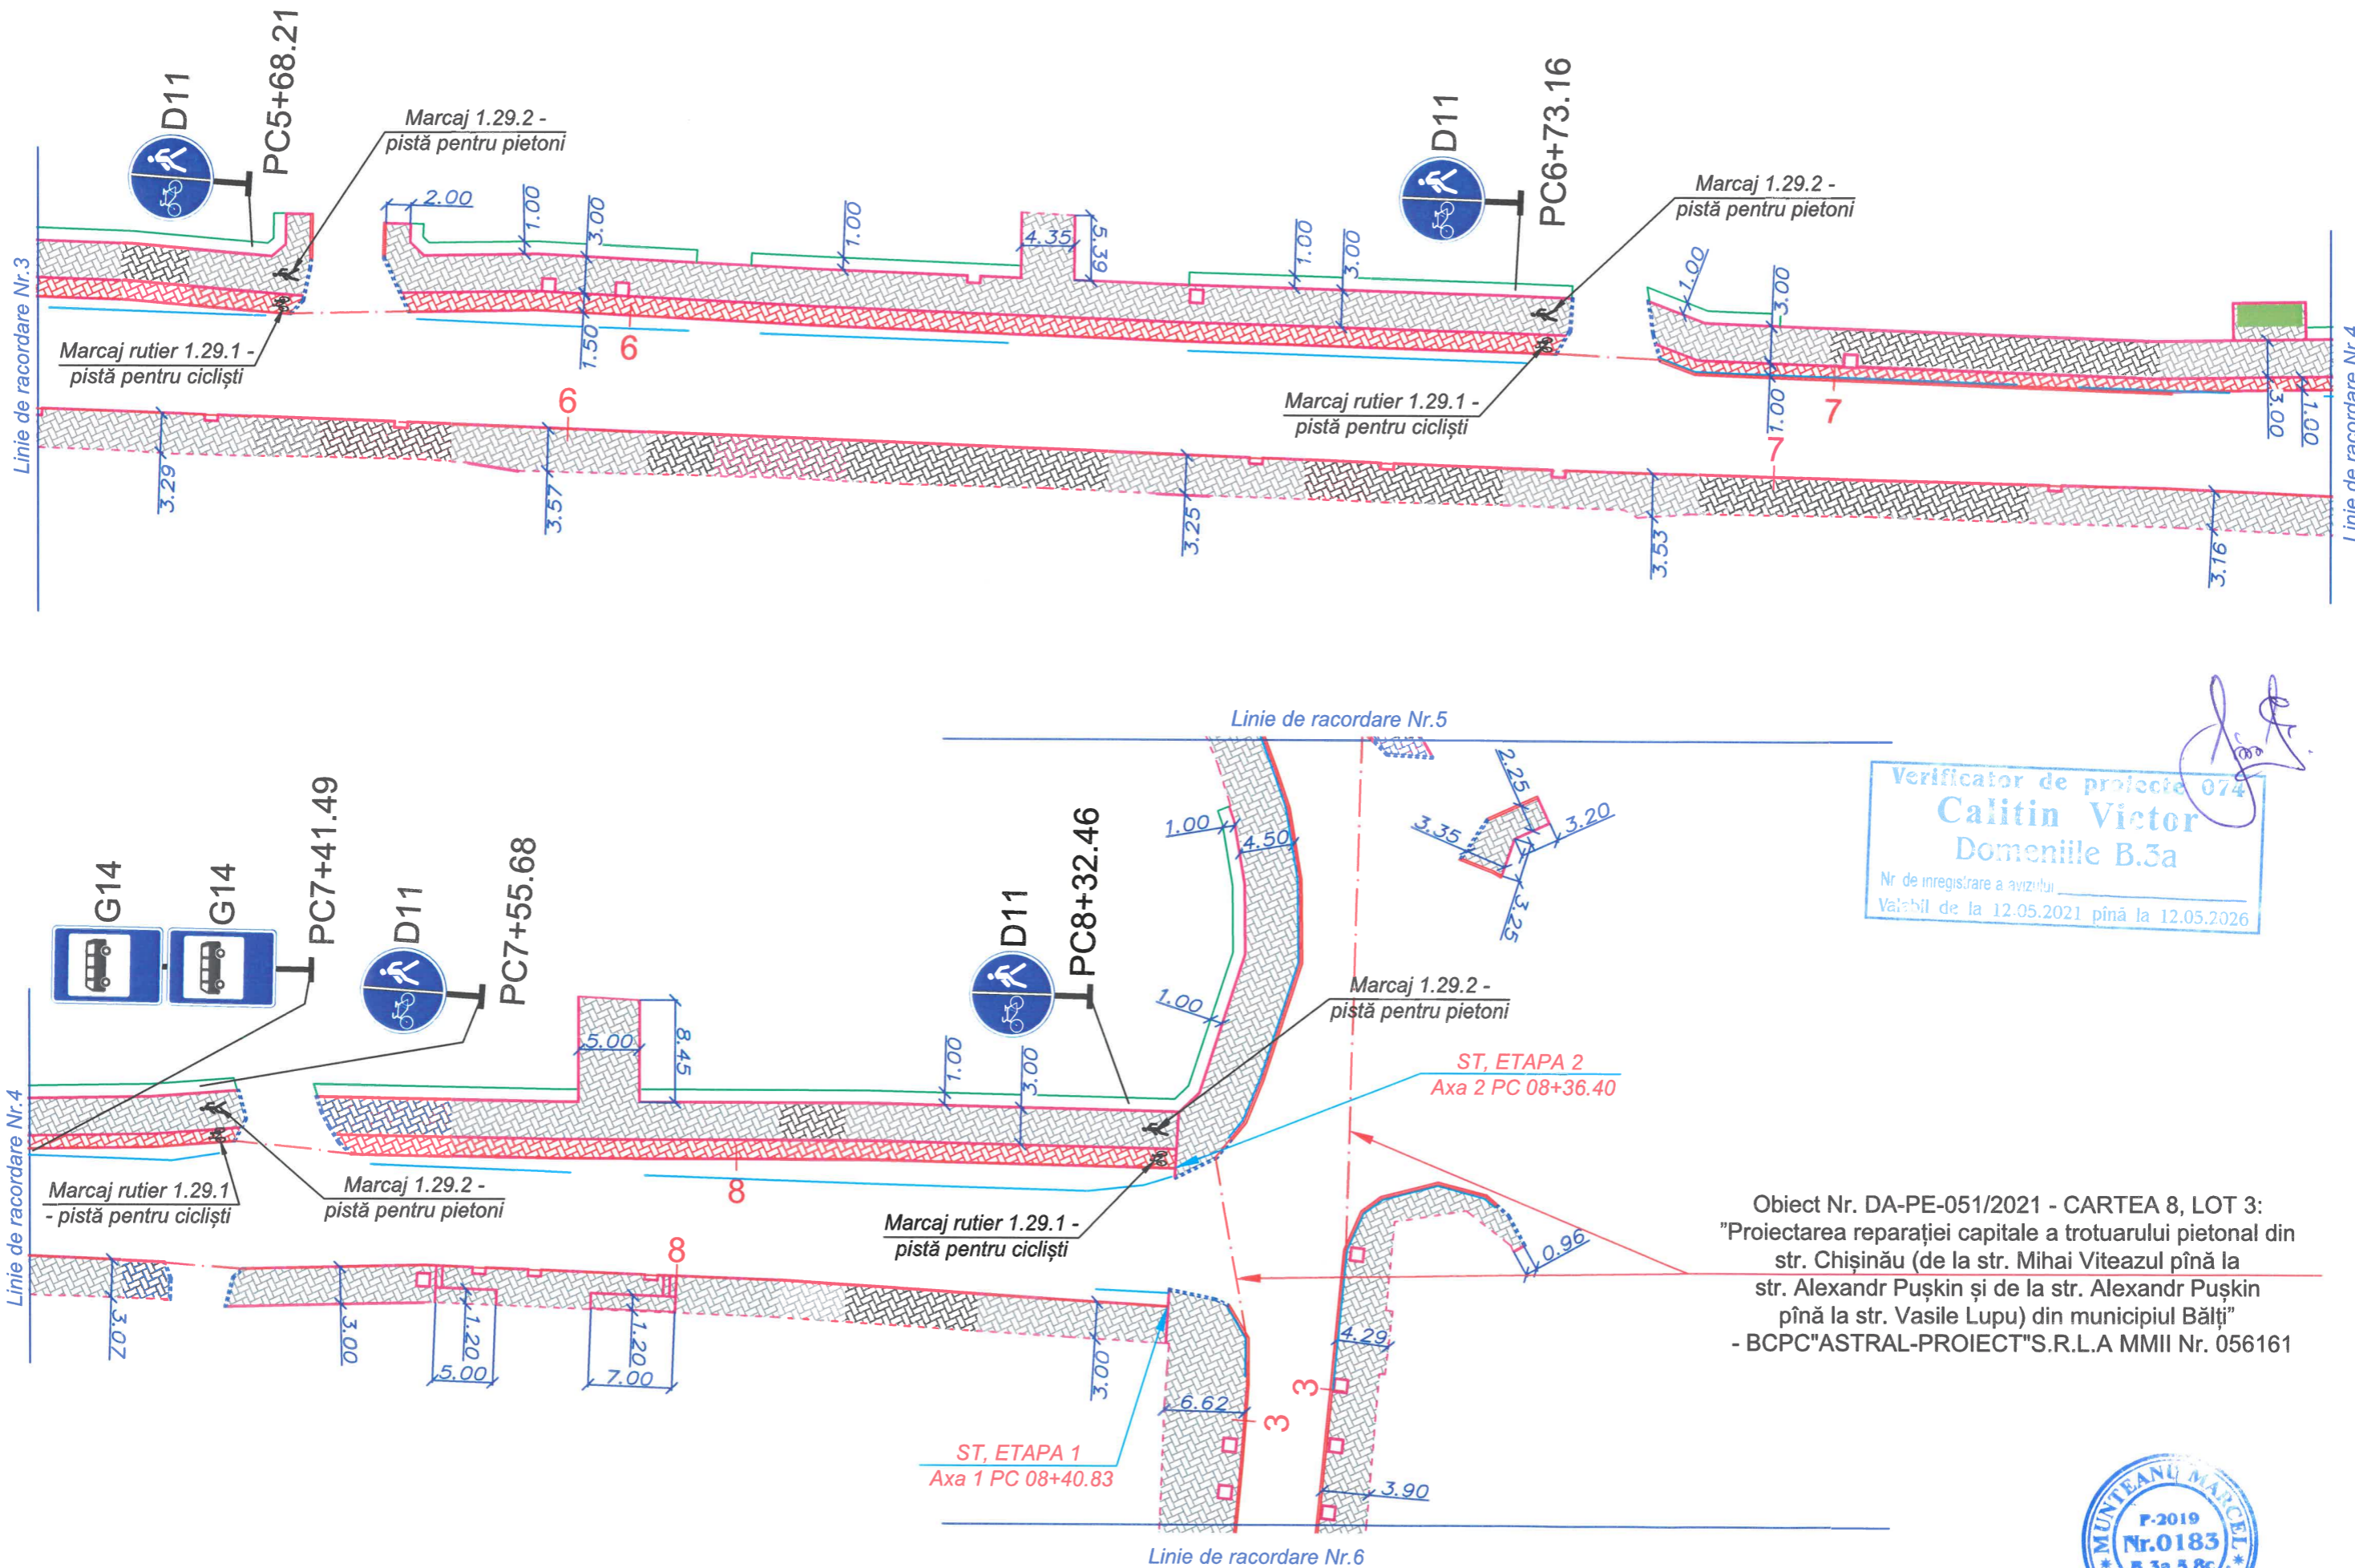 Linie de racordare Nr.3
D11
PC5+68.21
Marcaj 1.29.2 -
pistă pentru pietoni
Marcaj rutier 1.29.1 -
pistă pentru cicliști
2.00
1.00
3.00
1.50
6
6
1.00
4.35
5.39
1.00
3.00
D11
PC6+73.16
Marcaj 1.29.2 -
pistă pentru pietoni
Marcaj rutier 1.29.1 -
pistă pentru cicliști
1.00
3.00
1.00
7
7
3.00
1.00
Linie de racordare Nr.4
3.29
3.57
3.25
3.53
3.16
Linie de racordare Nr.5
Linie de racordare Nr.4
G14
G14
PC7+41.49
D11
PC7+55.68
Marcaj rutier 1.29.1
- pistă pentru cicliști
Marcaj 1.29.2 -
pistă pentru pietoni
5.00
8.45
1.00
3.00
D11
PC8+32.46
8
8
Marcaj rutier 1.29.1 -
pistă pentru cicliști
Marcaj 1.29.2 -
pistă pentru pietoni
1.00
4.50
1.00
2.25
3.35
3.20
3.25
ST, ETAPA 2
Axa 2 PC 08+36.40
3.07
3.00
1.20
5.00
1.20
7.00
3.00
6.62
3
3
4.29
0.96
3.90
ST, ETAPA 1
Axa 1 PC 08+40.83
Linie de racordare Nr.6
Verificator de proiecte 074
Calitin Victor
Domeniile B.3a
Nr de inregistrare a avizului
Valabil de la 12.05.2021 pînă la 12.05.2026
Obiect Nr. DA-PE-051/2021 - CARTEA 8, LOT 3:
"Proiectarea reparației capitale a trotuarului pietonal din
str. Chișinău (de la str. Mihai Viteazul pînă la
str. Alexandr Pușkin și de la str. Alexandr Pușkin
pînă la str. Vasile Lupu) din municipiul Bălți"
- BCPC"ASTRAL-PROIECT"S.R.L.A MMII Nr. 056161
MUNTEANU MARCEL
P-2019
Nr.0183